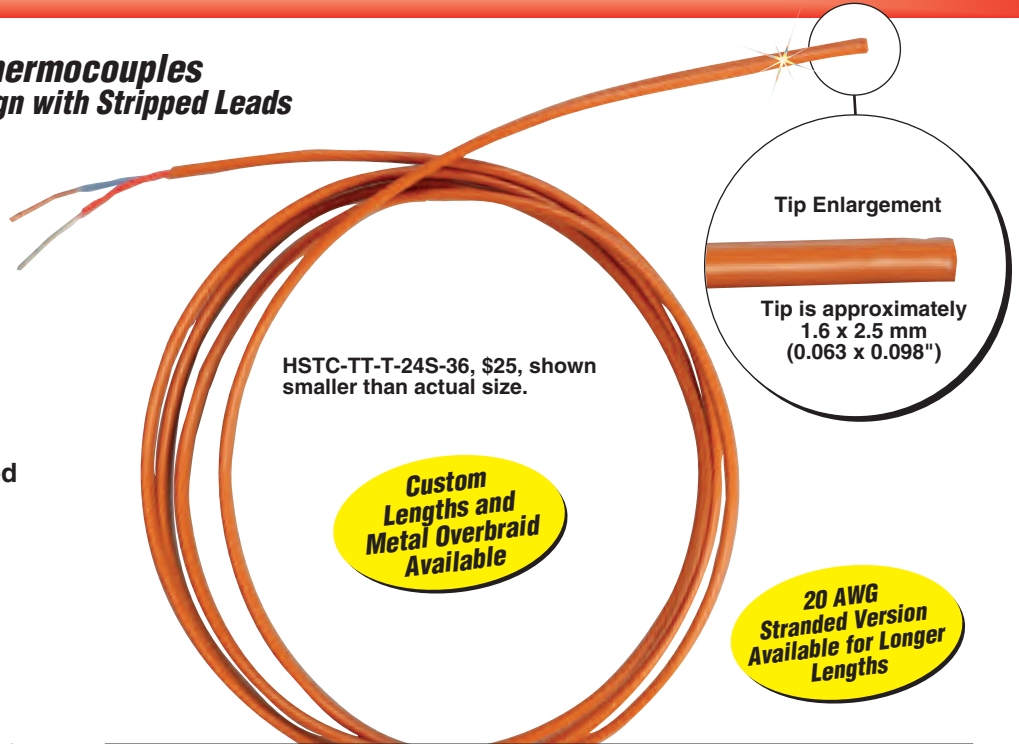 hermocouples
gn with Stripped Leads
Tip Enlargement
Tip is approximately
1.6 x 2.5 mm
(0.063 x 0.098")
HSTC-TT-T-24S-36, $25, shown
smaller than actual size.
d
Custom
Lengths and
Metal Overbraid
Available
20 AWG
Stranded Version
Available for Longer
Lengths